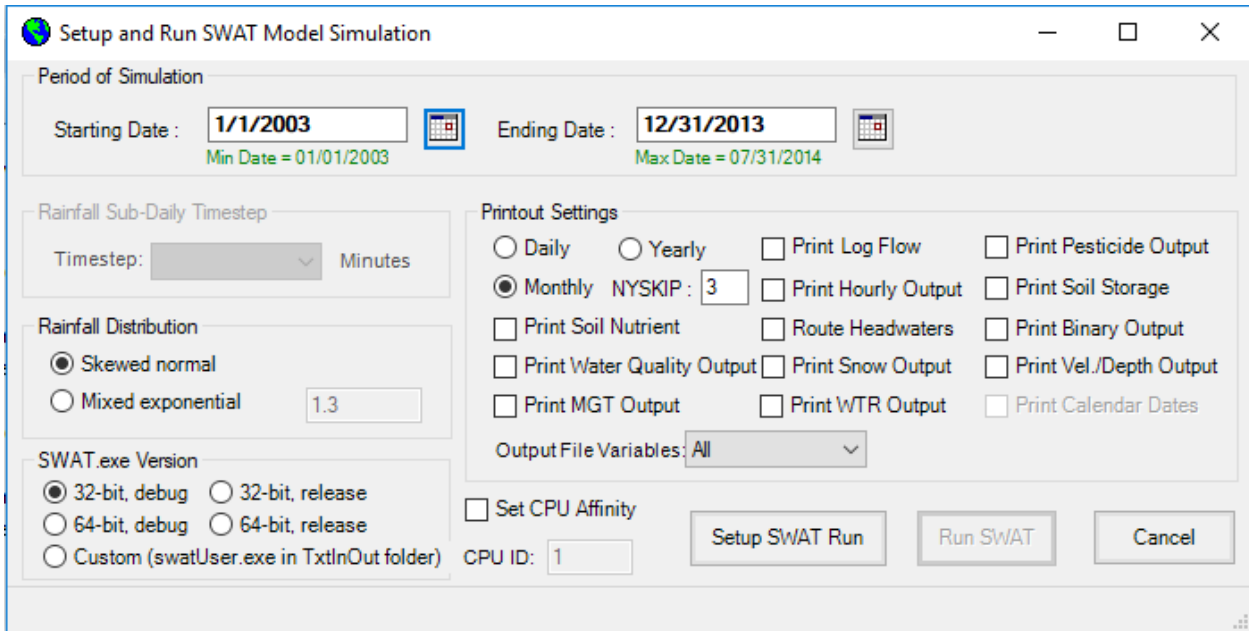 Setup and Run SWAT Model Simulation
Period of Simulation
Starting Date : 1/1/2003 Ending Date : 12/31/2013
Min Date = 01/01/2003 Max Date = 07/31/2014
Rainfall Sub-Daily Timestep
Timestep: Minutes
Rainfall Distribution
Skewed normal
Mixed exponential 1.3
SWAT.exe Version
32-bit, debug 32-bit, release
64-bit, debug 64-bit, release
Custom (swatUser.exe in TxtInOut folder)
Printout Settings
Daily Yearly Print Log Flow Print Pesticide Output
Monthly NYSKIP : 3 Print Hourly Output Print Soil Storage
Print Soil Nutrient Route Headwaters Print Binary Output
Print Water Quality Output Print Snow Output Print Vel./Depth Output
Print MGT Output Print WTR Output Print Calendar Dates
Output File Variables: All
Set CPU Affinity
CPU ID: 1
Setup SWAT Run Run SWAT Cancel